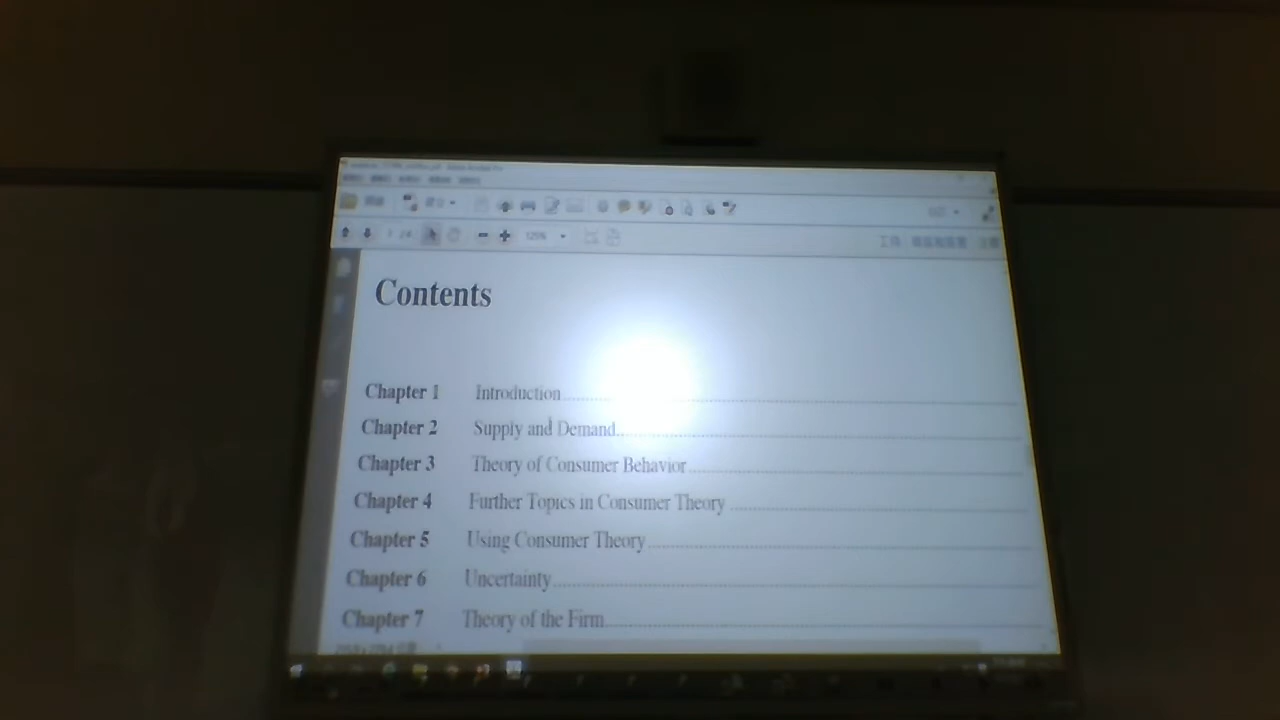 125%
Contents
Chapter 1 Introduction
Chapter 2 Supply and Demand
Chapter 3 Theory of Consumer Behavior
Chapter 4 Further Topics in Consumer Theory
Chapter 5 Using Consumer Theory
Chapter 6 Uncertainty
Chapter 7 Theory of the Firm